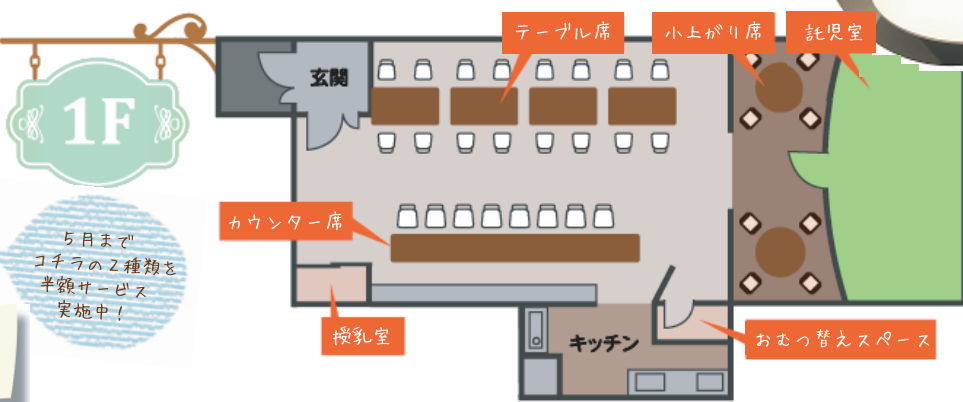 1F
テーブル席
小上がり席
託児室
玄関
カウンター席
5月まで
コチラの2種類を
半額サービス
実施中！
授乳室
キッチン
おむつ替えスペース